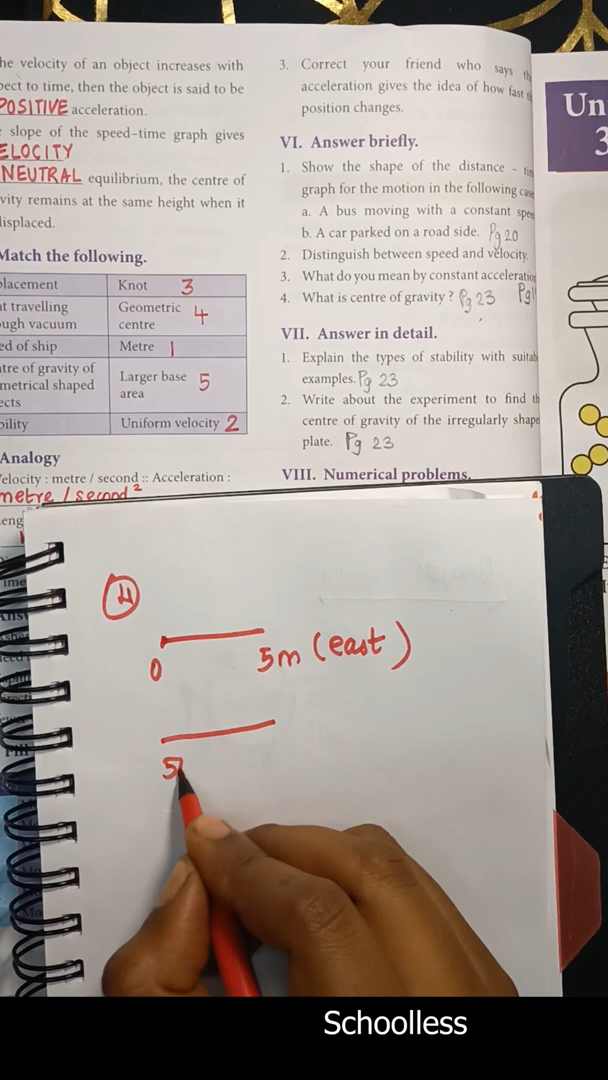 he velocity of an object increases with
pect to time, then the object is said to be
POSITIVE acceleration.
slope of the speed-time graph gives
ELOCITY
NEUTRAL equilibrium, the centre of
vity remains at the same height when it
displaced.
Match the following.
placement Knot 3
t travelling
ough vacuum Geometric
centre 4
ed of ship Metre 1
tre of gravity of
metrical shaped
ects Larger base
area 5
bility Uniform velocity 2
Analogy
elocity : metre / second :: Acceleration :
metre / second 2
eng
3. Correct your friend who says th
acceleration gives the idea of how fast t
position changes.
VI. Answer briefly.
1. Show the shape of the distance – tim
graph for the motion in the following case
a. A bus moving with a constant spee
b. A car parked on a road side. Pg 20
2. Distinguish between speed and velocity.
3. What do you mean by constant acceleration
4. What is centre of gravity ? Pg 23 Pg1
VII. Answer in detail.
1. Explain the types of stability with suitab
examples. Pg 23
2. Write about the experiment to find th
centre of gravity of the irregularly shape
plate. Pg 23
VIII. Numerical problems.
Un
3
4
0 5m (east)
5
Schoolless